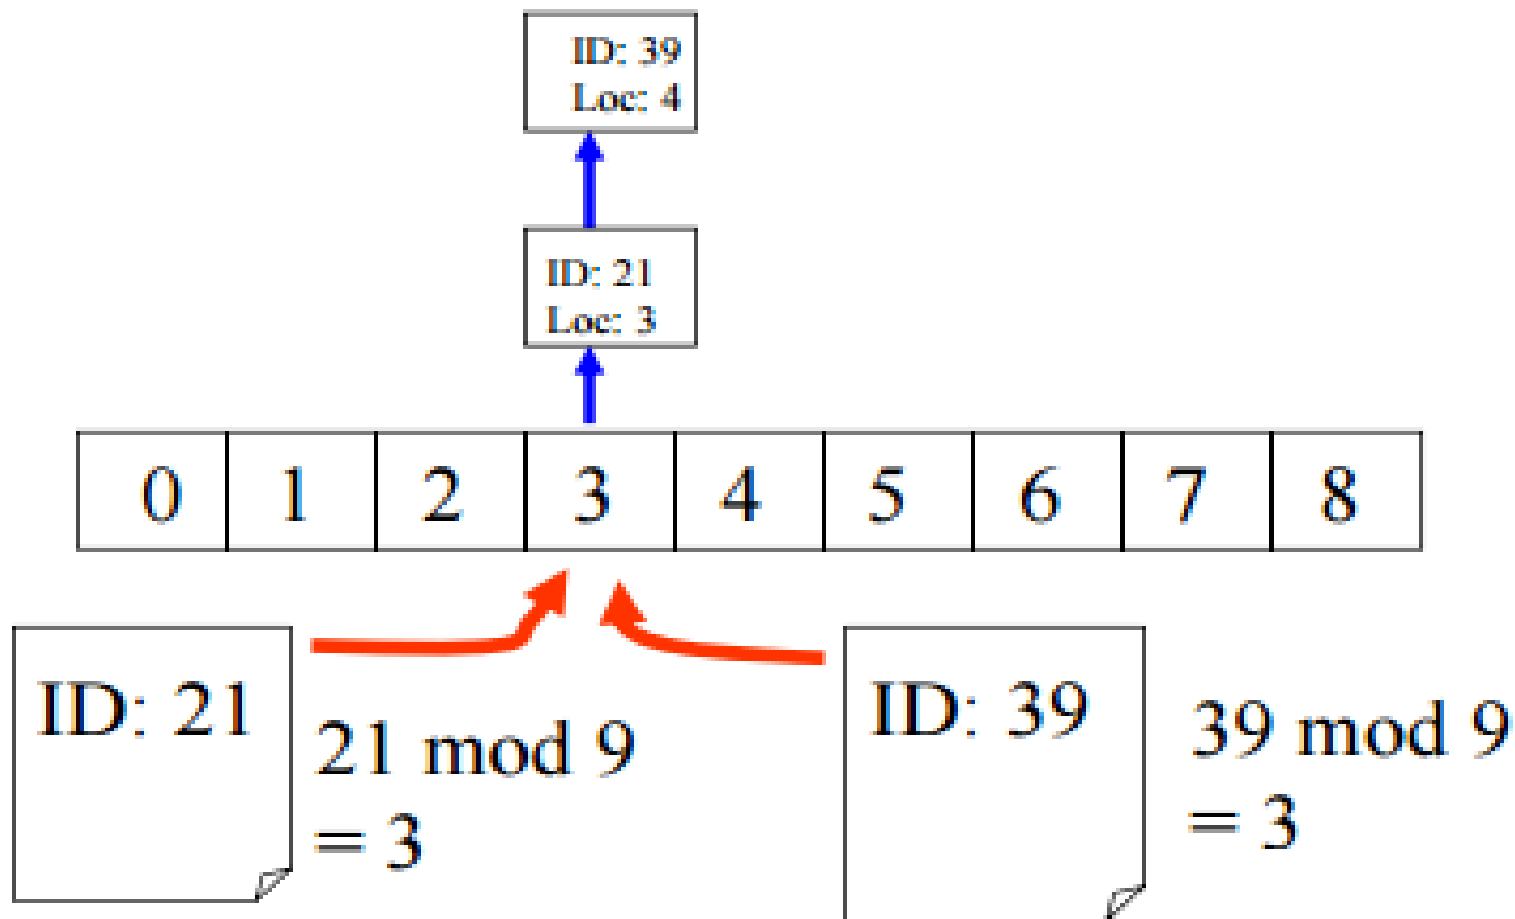 ID: 39
Loc: 4
ID: 21
Loc: 3
0 1 2 3 4 5 6 7 8
ID: 21
21 mod 9
= 3
ID: 39
39 mod 9
= 3